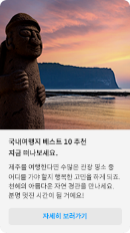 국내여행지 베스트 10 추천
지금 떠나보세요.
제주를 여행한다면 수많은 관광 명소 중
어디를 가야 할지 행복한 고민을 하게 되죠.
천혜의 아름다운 자연 풍경을 만나세요.
분명 멋진 시간이 될 거예요!
자세히 보러가기